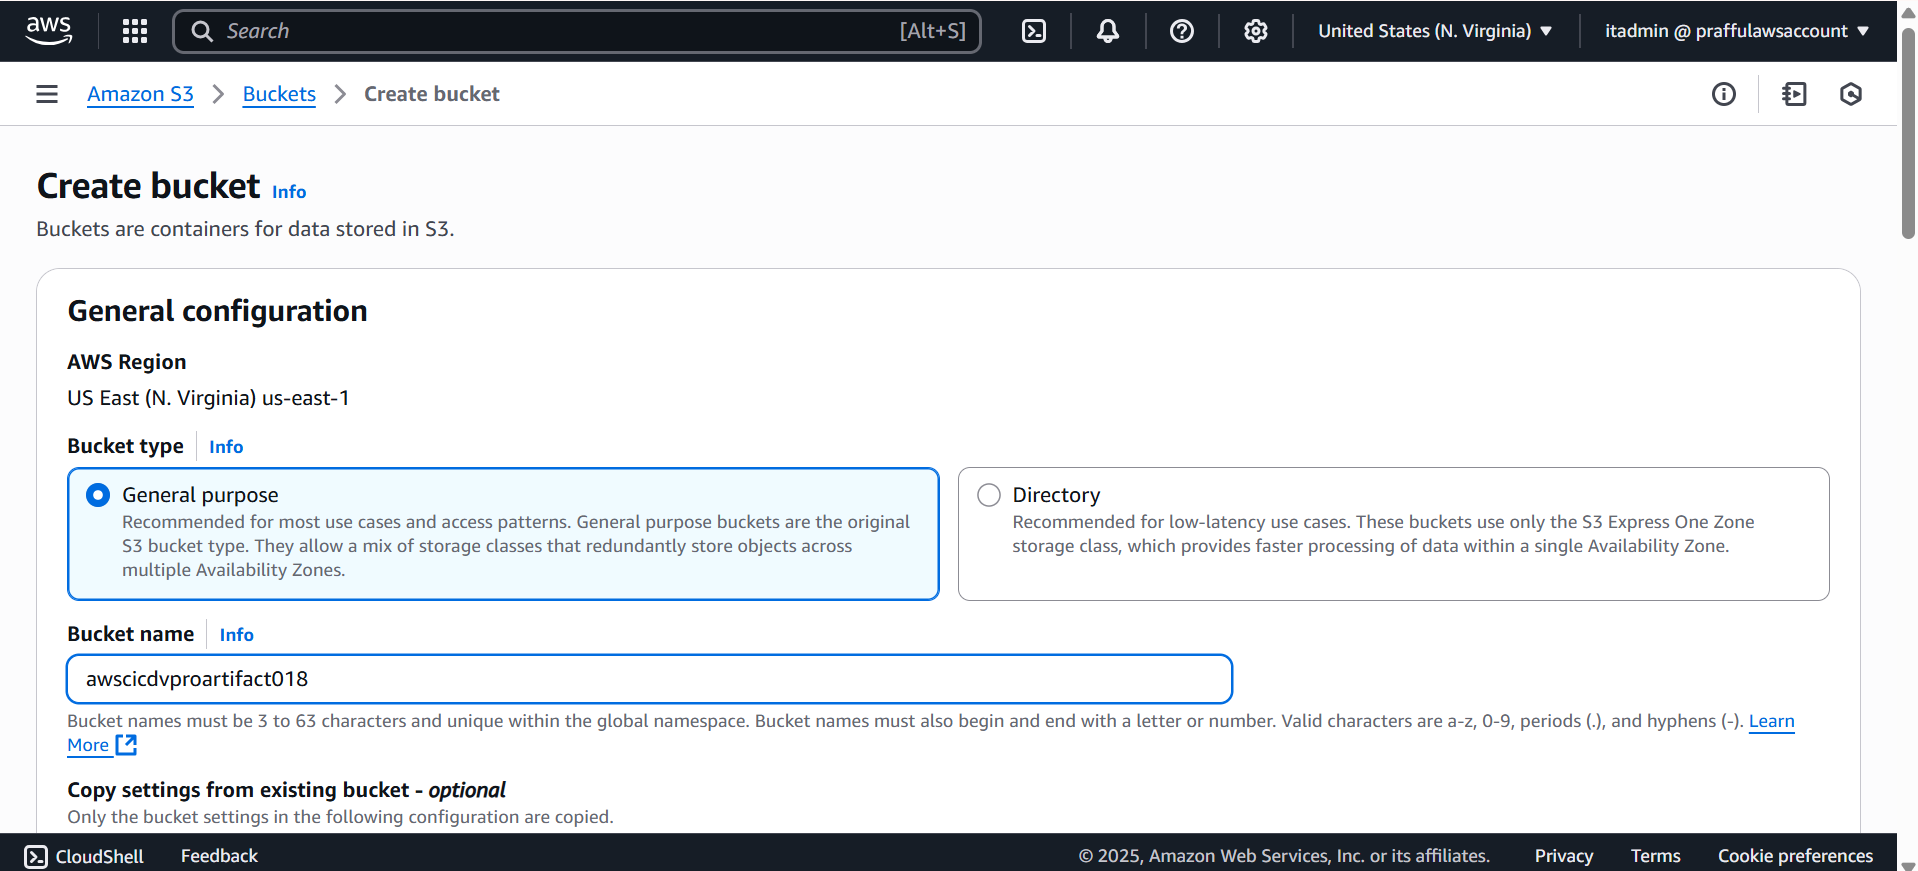 aws
Search
[Alt+S]
United States (N. Virginia)
itadmin @ praffulawsaccount
Amazon S3
Buckets
Create bucket
Create bucket Info
Buckets are containers for data stored in S3.
General configuration
AWS Region
US East (N. Virginia) us-east-1
Bucket type Info
General purpose
Recommended for most use cases and access patterns. General purpose buckets are the original
S3 bucket type. They allow a mix of storage classes that redundantly store objects across
multiple Availability Zones.
Directory
Recommended for low-latency use cases. These buckets use only the S3 Express One Zone
storage class, which provides faster processing of data within a single Availability Zone.
Bucket name Info
awscicdvproartifact018
Bucket names must be 3 to 63 characters and unique within the global namespace. Bucket names must also begin and end with a letter or number. Valid characters are a-z, 0-9, periods (.), and hyphens (-). Learn
More
Copy settings from existing bucket - optional
Only the bucket settings in the following configuration are copied.
CloudShell
Feedback
© 2025, Amazon Web Services, Inc. or its affiliates.
Privacy
Terms
Cookie preferences